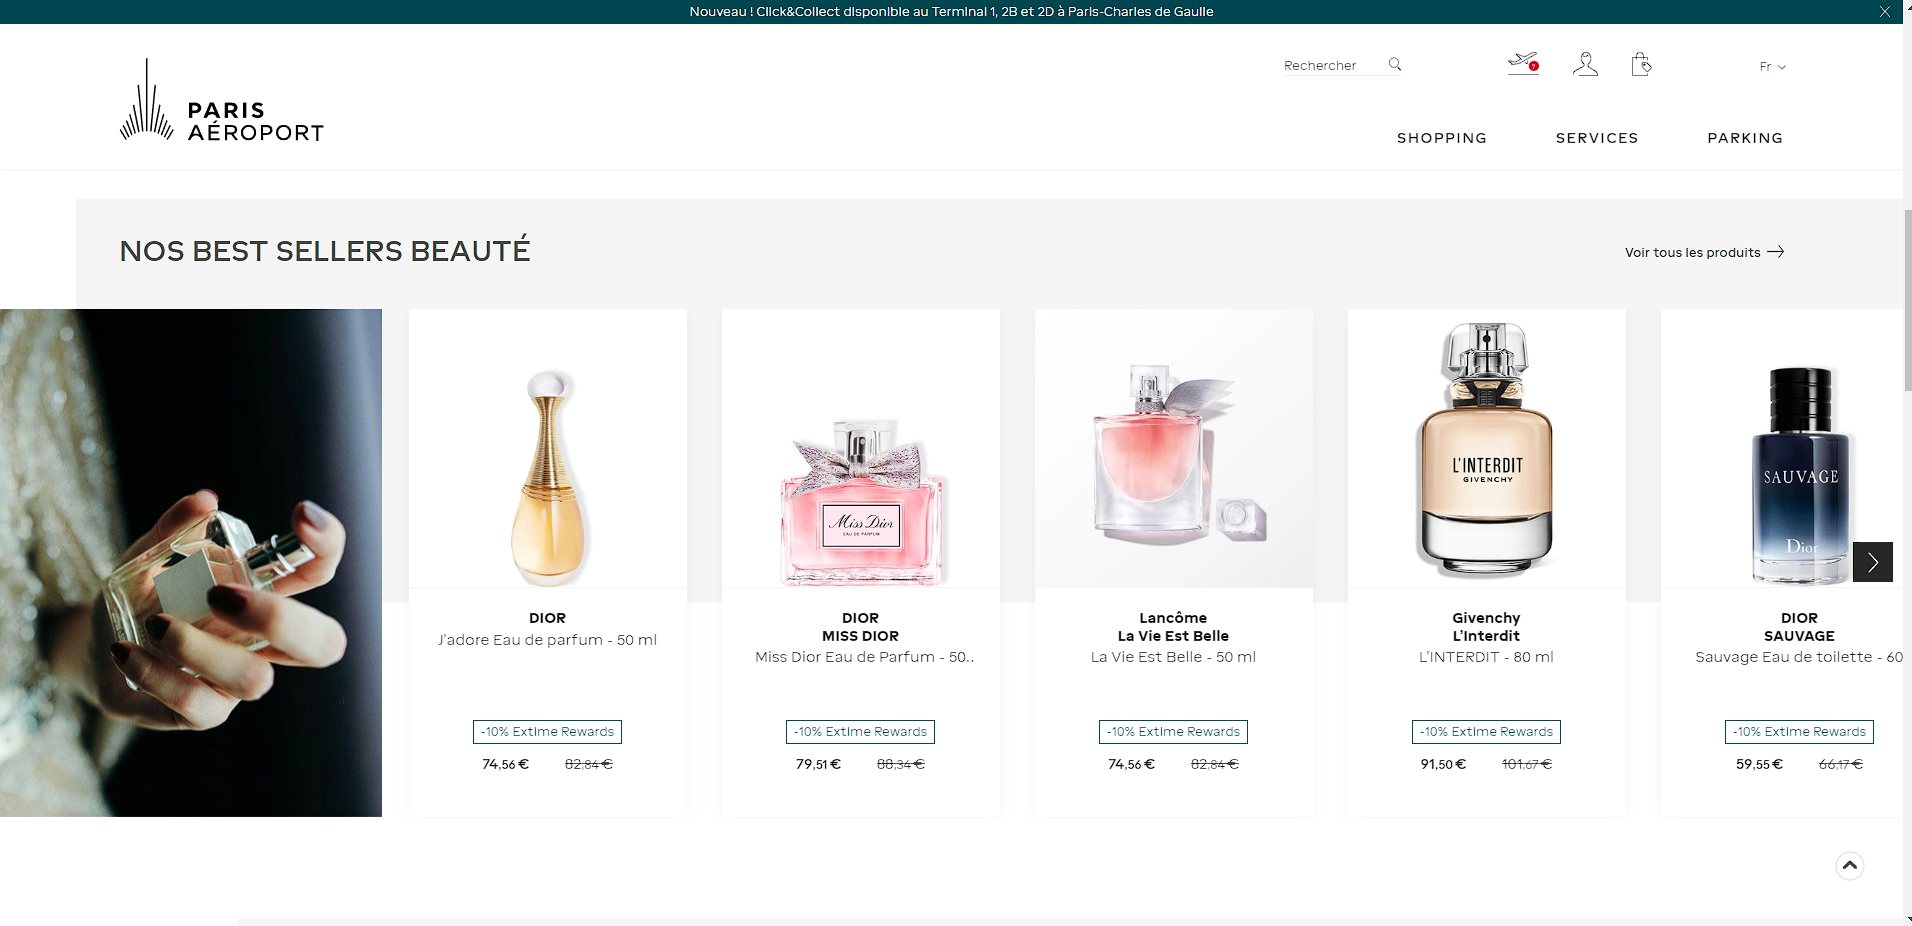 Nouveau ! Click&Collect disponible au Terminal 1, 2B et 2D à Paris-Charles de Gaulle
Rechercher
?
Fr
PARIS
AÉROPORT
SHOPPING
SERVICES
PARKING
NOS BEST SELLERS BEAUTÉ
Voir tous les produits
Miss Dior
EAU DE PARFUM
L'INTERDIT
GIVENCHY
SAUVAGE
Dior
DIOR
J'adore Eau de parfum - 50 ml
-10% Extime Rewards
74,56 € 82,84 €
DIOR
MISS DIOR
Miss Dior Eau de Parfum - 50..
-10% Extime Rewards
79,51 € 88,34 €
Lancôme
La Vie Est Belle
La Vie Est Belle - 50 ml
-10% Extime Rewards
74,56 € 82,84 €
Givenchy
L'Interdit
L'INTERDIT - 80 ml
-10% Extime Rewards
91,50 € 101,67 €
DIOR
SAUVAGE
Sauvage Eau de toilette - 60
-10% Extime Rewards
59,55 € 66,17 €